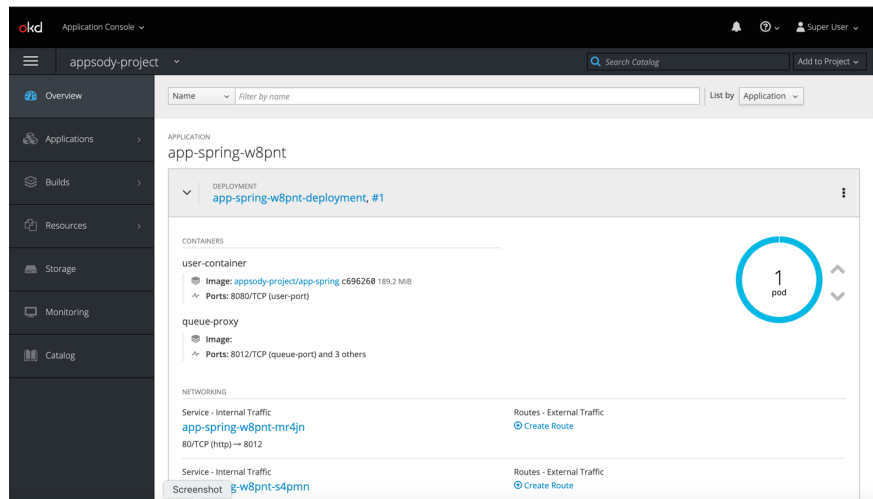 okd Application Console Super User
appsody-project Search Catalog Add to Project
Overview
Applications
Builds
Resources
Storage
Monitoring
Catalog
Name Filter by name List by Application
APPLICATION
app-spring-w8pnt
DEPLOYMENT
app-spring-w8pnt-deployment, #1
CONTAINERS
user-container
Image: appsody-project/app-spring c696260 189.2 MiB
Ports: 8080/TCP (user-port)
queue-proxy
Image:
Ports: 8012/TCP (queue-port) and 3 others
1
pod
NETWORKING
Service - Internal Traffic Routes - External Traffic
app-spring-w8pnt-mr4jn Create Route
80/TCP (http) → 8012
Service - Internal Traffic Routes - External Traffic
g-w8pnt-s4pmn Create Route
Screenshot